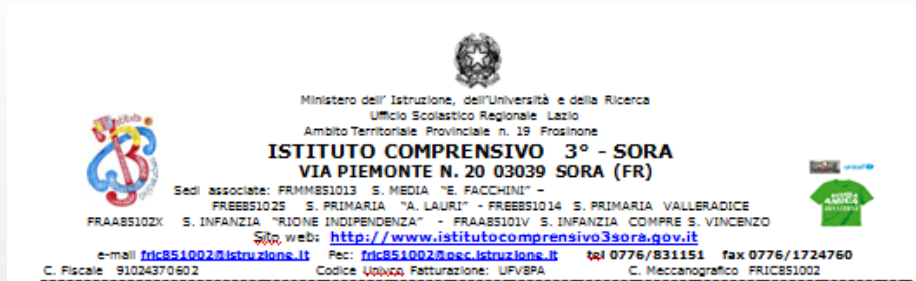 Ministero dell' Istruzione, dell'Università e della Ricerca
Ufficio Scolastico Regionale Lazio
Ambito Territoriale Provinciale n. 19 Frosinone
ISTITUTO COMPRENSIVO 3° - SORA
VIA PIEMONTE N. 20 03039 SORA (FR)
Sedi associate: FRMM851013 S. MEDIA "E. FACCHINI" –
FREE851025 S. PRIMARIA "A. LAURI" - FREE851014 S. PRIMARIA VALLERADICE
FRAA85102X S. INFANZIA "RIONE INDIPENDENZA" - FRAA85101V S. INFANZIA COMPRE S. VINCENZO
Sito web: http://www.istitutocomprensivo3sora.gov.it
e-mail fric851002@istruzione.it Pec: fric851002@pec.istruzione.it tel 0776/831151 fax 0776/1724760
C. Fiscale 91024370602 Codice Univco Fatturazione: UFV8PA C. Meccanografico FRIC851002
unicef